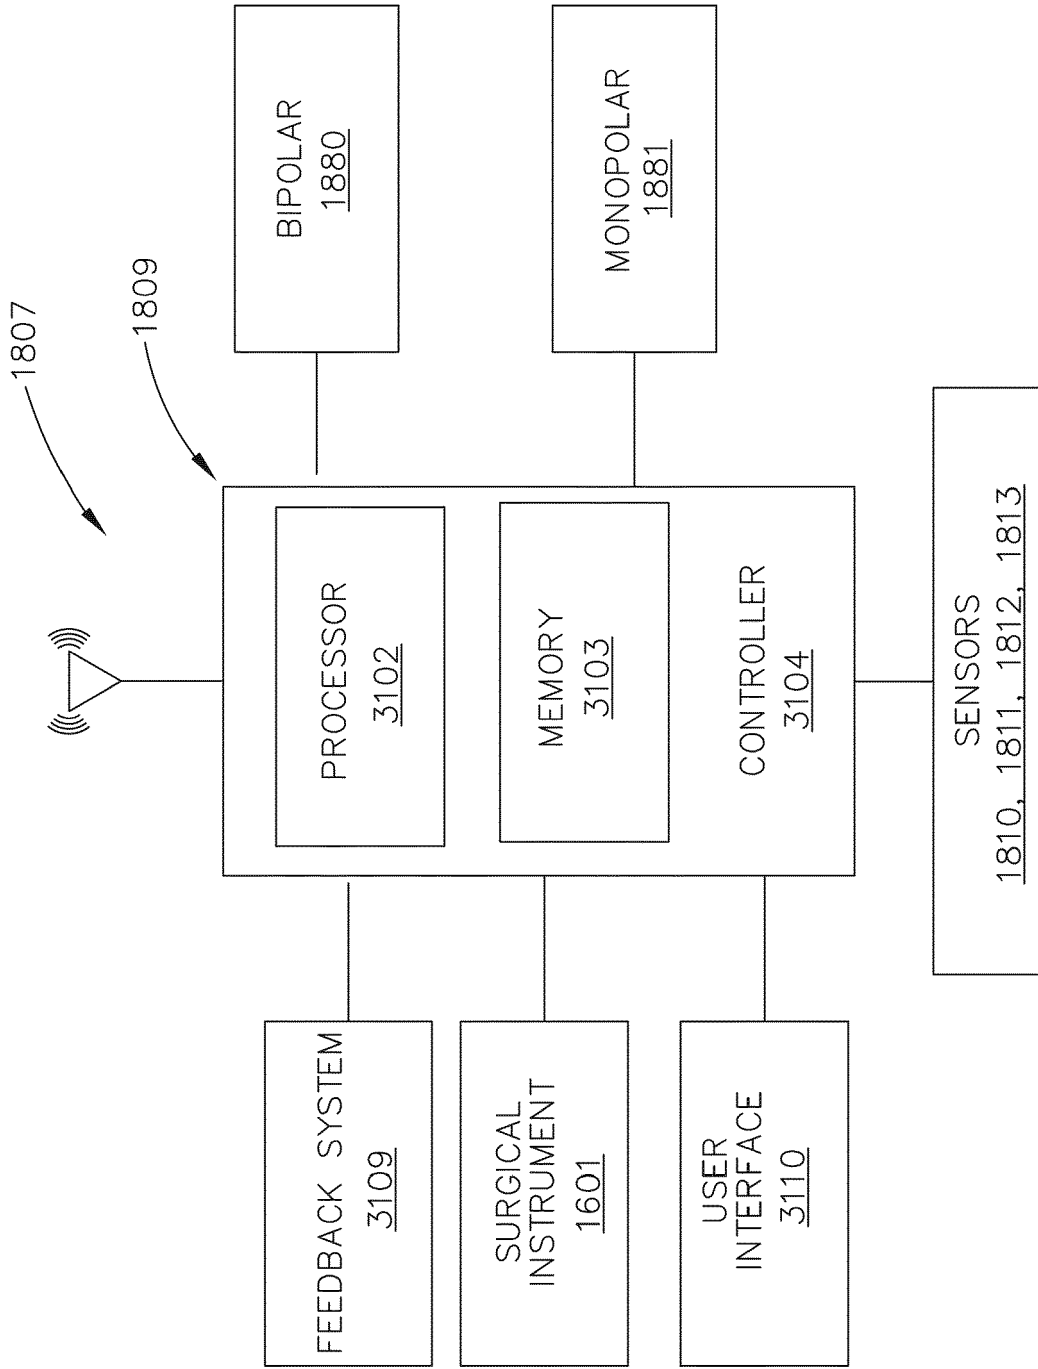 1807
1809
FEEDBACK SYSTEM
3109
SURGICAL
INSTRUMENT
1601
USER
INTERFACE
3110
PROCESSOR
3102
MEMORY
3103
CONTROLLER
3104
BIPOLAR
1880
MONOPOLAR
1881
SENSORS
1810, 1811, 1812, 1813